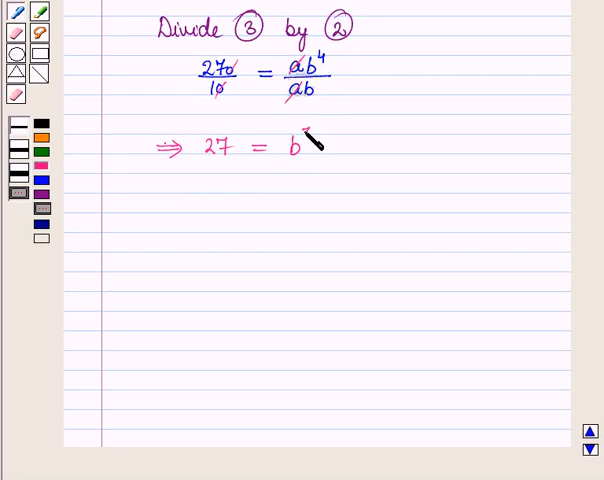 Divide ③ by ②
270/10 = ab⁴/ab
⇒ 27 = b